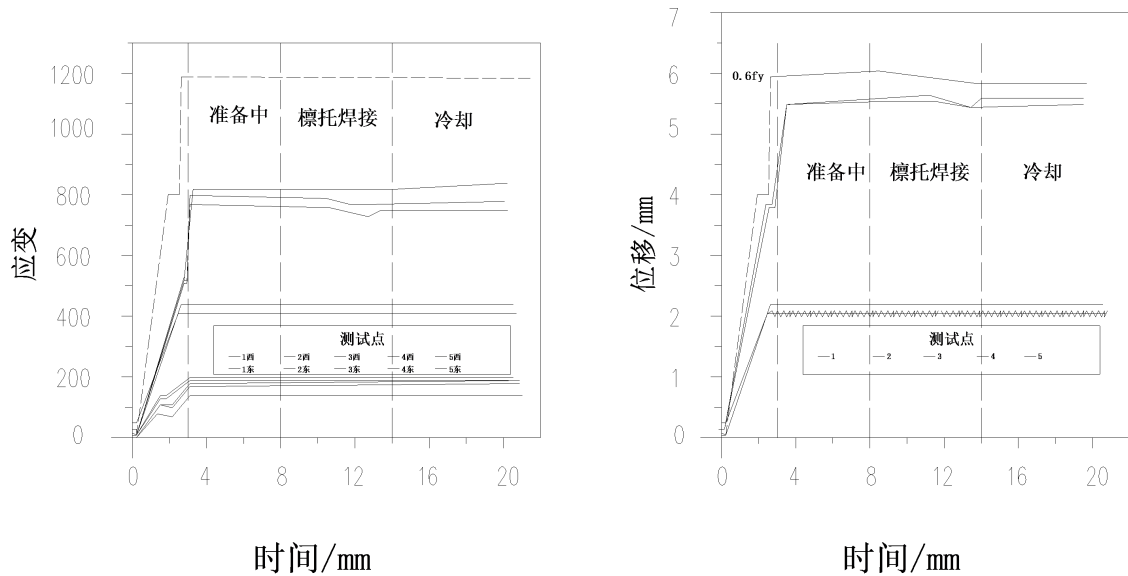 1200
1000
800
600
400
200
0
应变
准备中
檩托焊接
冷却
测试点
1西 2西 3西 4西 5西
1东 2东 3东 4东 5东
0 4 8 12 16 20
时间/mm
7
6
5
4
3
2
1
0
位移/mm
0.6fy
准备中
檩托焊接
冷却
测试点
1 2 3 4 5
0 4 8 12 16 20
时间/mm